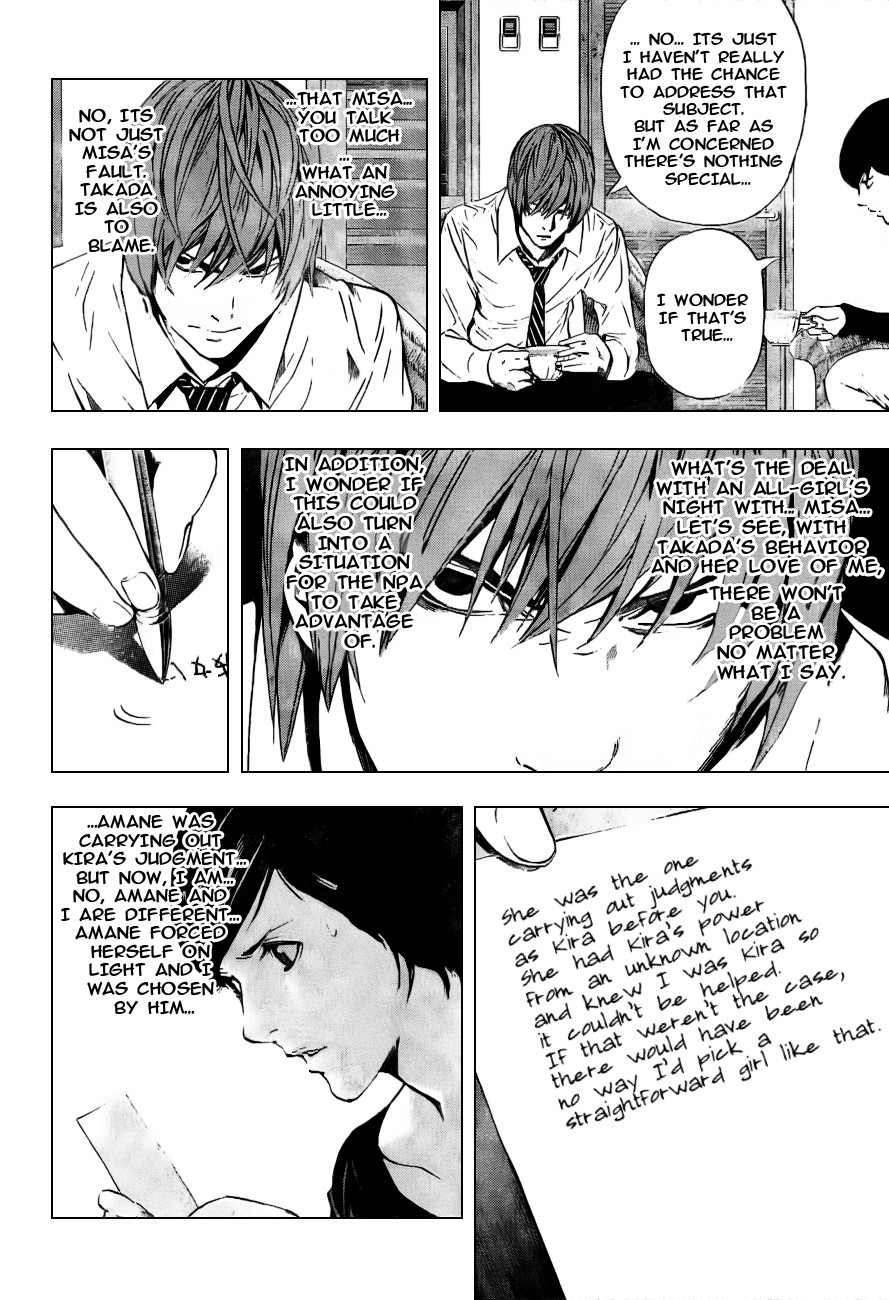 ... NO... ITS JUST
I HAVEN'T REALLY
HAD THE CHANCE
TO ADDRESS THAT
SUBJECT.
BUT AS FAR AS
I'M CONCERNED
THERE'S NOTHING
SPECIAL...
I WONDER
IF THAT'S
TRUE...
...THAT MISA...
YOU TALK
TOO MUCH
...
WHAT AN
ANNOYING
LITTLE...
NO, ITS
NOT JUST
MISA'S
FAULT.
TAKADA
IS ALSO
TO
BLAME.
WHAT'S THE DEAL
WITH AN ALL-GIRL'S
NIGHT WITH... MISA...
LET'S SEE, WITH
TAKADA'S BEHAVIOR
AND HER LOVE OF ME,
THERE WON'T
BE A
PROBLEM
NO MATTER
WHAT I SAY.
IN ADDITION,
I WONDER IF
THIS COULD
ALSO TURN
INTO A
SITUATION
FOR THE NPA
TO TAKE
ADVANTAGE
OF.
She was the one
carrying out judgments
as Kira before you.
She had Kira's power
from an unknown location
and knew I was Kira so
it couldn't be helped.
If that weren't the case,
there would have been
no way I'd pick a
straightforward girl like that.
...AMANE WAS
CARRYING OUT
KIRA'S JUDGMENT...
BUT NOW, I AM...
NO, AMANE AND
I ARE DIFFERENT...
AMANE FORCED
HERSELF ON
LIGHT AND I
WAS CHOSEN
BY HIM...